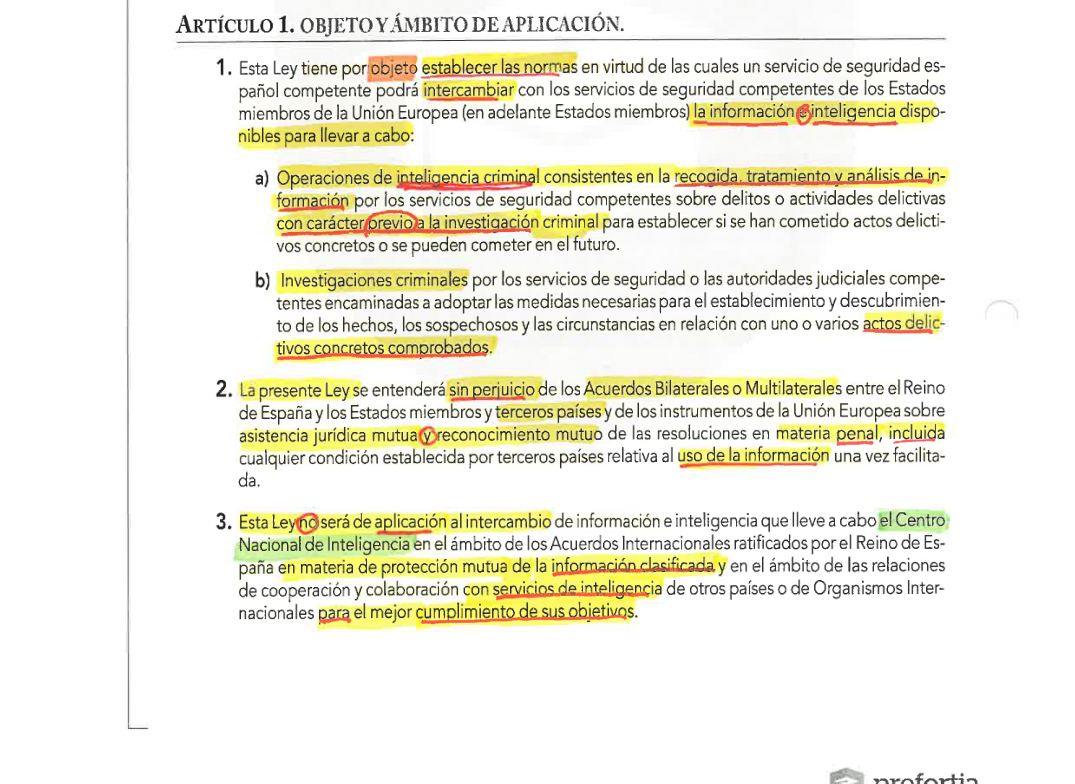 ARTÍCULO 1. OBJETO Y ÁMBITO DE APLICACIÓN.
1. Esta Ley tiene por objeto establecer las normas en virtud de las cuales un servicio de seguridad es-
pañol competente podrá intercambiar con los servicios de seguridad competentes de los Estados
miembros de la Unión Europea (en adelante Estados miembros) la información e inteligencia dispo-
nibles para llevar a cabo:
a) Operaciones de inteligencia criminal consistentes en la recogida, tratamiento y análisis de in-
formación por los servicios de seguridad competentes sobre delitos o actividades delictivas
con carácter previo a la investigación criminal para establecer si se han cometido actos delicti-
vos concretos o se pueden cometer en el futuro.
b) Investigaciones criminales por los servicios de seguridad o las autoridades judiciales compe-
tentes encaminadas a adoptar las medidas necesarias para el establecimiento y descubrimien-
to de los hechos, los sospechosos y las circunstancias en relación con uno o varios actos delic-
tivos concretos comprobados.
2. La presente Ley se entenderá sin perjuicio de los Acuerdos Bilaterales o Multilaterales entre el Reino
de España y los Estados miembros y terceros países y de los instrumentos de la Unión Europea sobre
asistencia jurídica mutua y reconocimiento mutuo de las resoluciones en materia penal, incluida
cualquier condición establecida por terceros países relativa al uso de la información una vez facilita-
da.
3. Esta Ley no será de aplicación al intercambio de información e inteligencia que lleve a cabo el Centro
Nacional de Inteligencia en el ámbito de los Acuerdos Internacionales ratificados por el Reino de Es-
paña en materia de protección mutua de la información clasificada y en el ámbito de las relaciones
de cooperación y colaboración con servicios de inteligencia de otros países o de Organismos Inter-
nacionales para el mejor cumplimiento de sus objetivos.
profortia